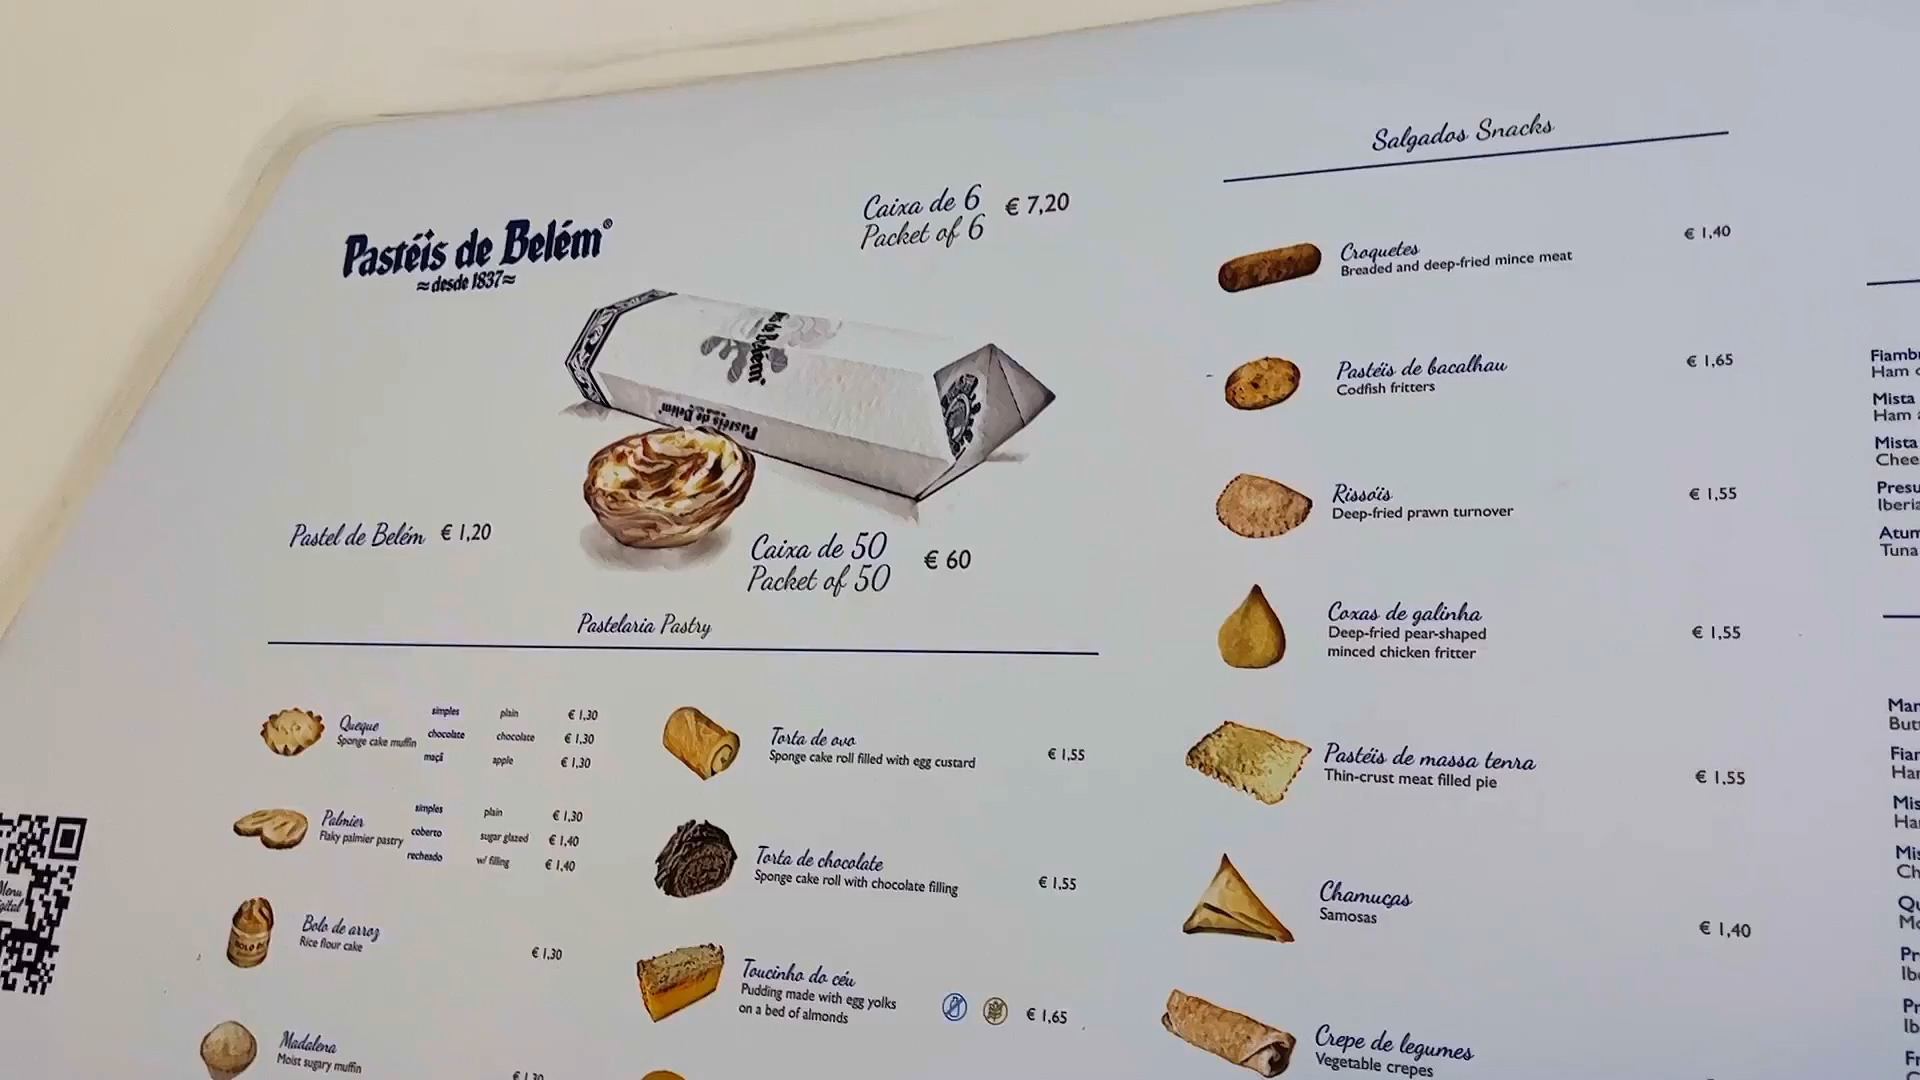 Pastéis de Belém®
≈desde 1837≈
Caixa de 6
Packet of 6
€ 7,20
Pastéis de Belém
Pastel de Belém € 1,20
Caixa de 50
Packet of 50
€ 60
Pastelaria Pastry
Queque
Sponge cake muffin
simples plain € 1,30
chocolate chocolate € 1,30
maçã apple € 1,30
Palmier
Flaky palmier pastry
simples plain € 1,30
coberto sugar glazed € 1,40
recheado w/ filling € 1,40
Bolo de arroz
Rice flour cake
€ 1,30
Madalena
Moist sugary muffin
€ 1,30
Torta de ovo
Sponge cake roll filled with egg custard
€ 1,55
Torta de chocolate
Sponge cake roll with chocolate filling
€ 1,55
Toucinho do céu
Pudding made with egg yolks
on a bed of almonds
€ 1,65
Salgados Snacks
Croquetes
Breaded and deep-fried mince meat
€ 1,40
Pastéis de bacalhau
Codfish fritters
€ 1,65
Rissóis
Deep-fried prawn turnover
€ 1,55
Coxas de galinha
Deep-fried pear-shaped
minced chicken fritter
€ 1,55
Pastéis de massa tenra
Thin-crust meat filled pie
€ 1,55
Chamuças
Samosas
€ 1,40
Crepe de legumes
Vegetable crepes
Ham
Mista
Ham
Mista
Tuna